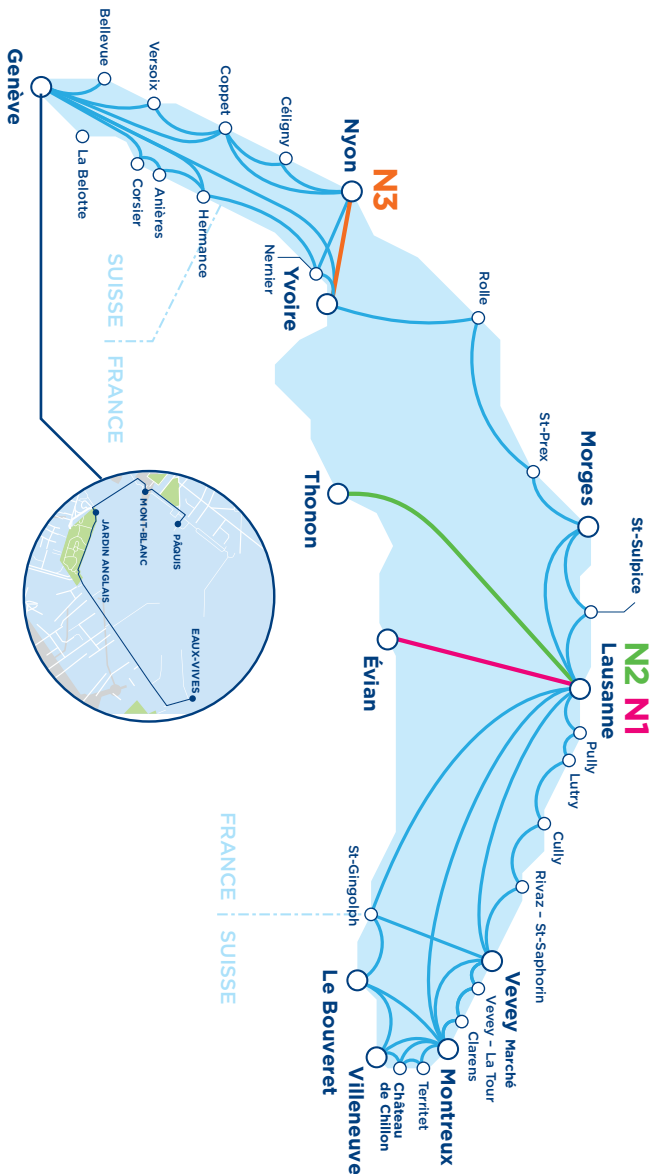 Genève
Bellevue
Versoix
Coppet
Céligny
Nyon
N3
La Belotte
Corsier
Anières
Hermance
Nernier
Yvoire
SUISSE
FRANCE
Rolle
St-Prex
Morges
St-Sulpice
N2 N1
Lausanne
Thonon
Évian
Pully
Lutry
Cully
Rivaz – St-Saphorin
Vevey Marché
Vevey – La Tour
Clarens
Montreux
Territet
Château
de Chillon
Villeneuve
Le Bouveret
St-Gingolph
FRANCE
SUISSE
PÂQUIS
MONT-BLANC
JARDIN ANGLAIS
EAUX-VIVES